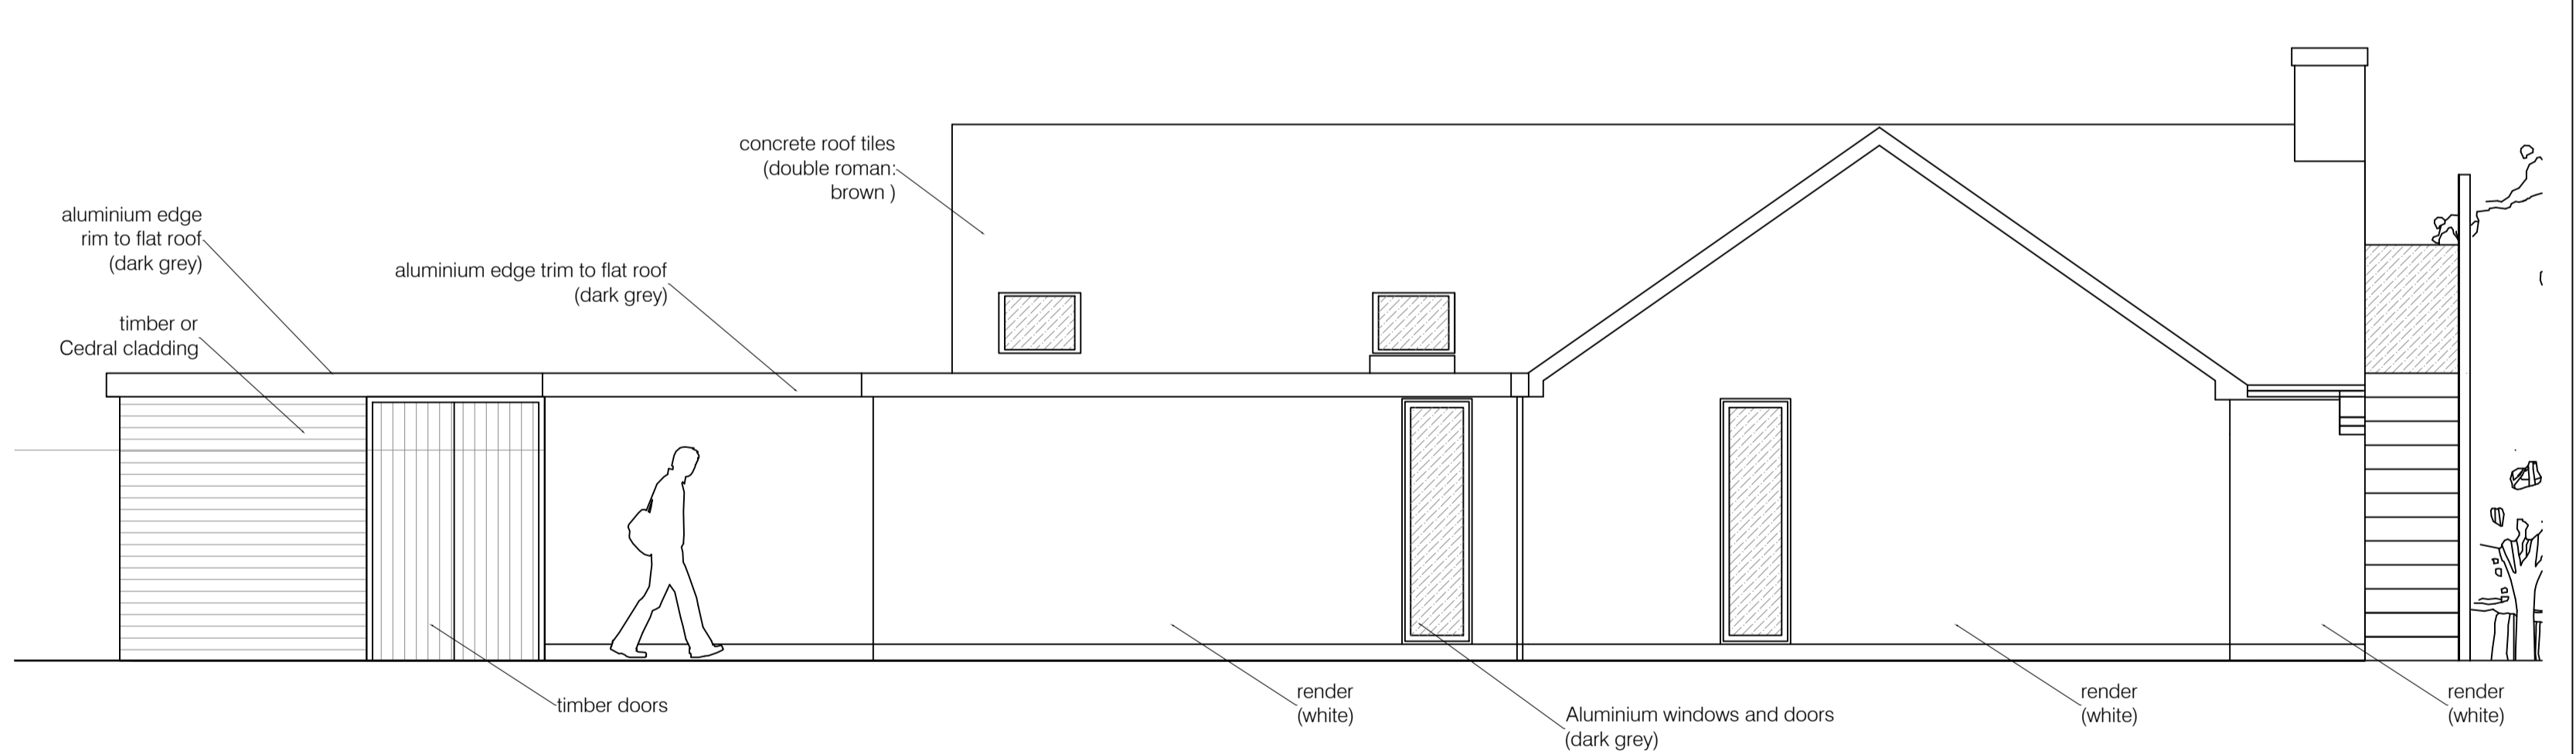 concrete roof tiles
(double roman:
brown )
aluminium edge
rim to flat roof
(dark grey)
aluminium edge trim to flat roof
(dark grey)
timber or
Cedral cladding
timber doors
render
(white)
Aluminium windows and doors
(dark grey)
render
(white)
render
(white)